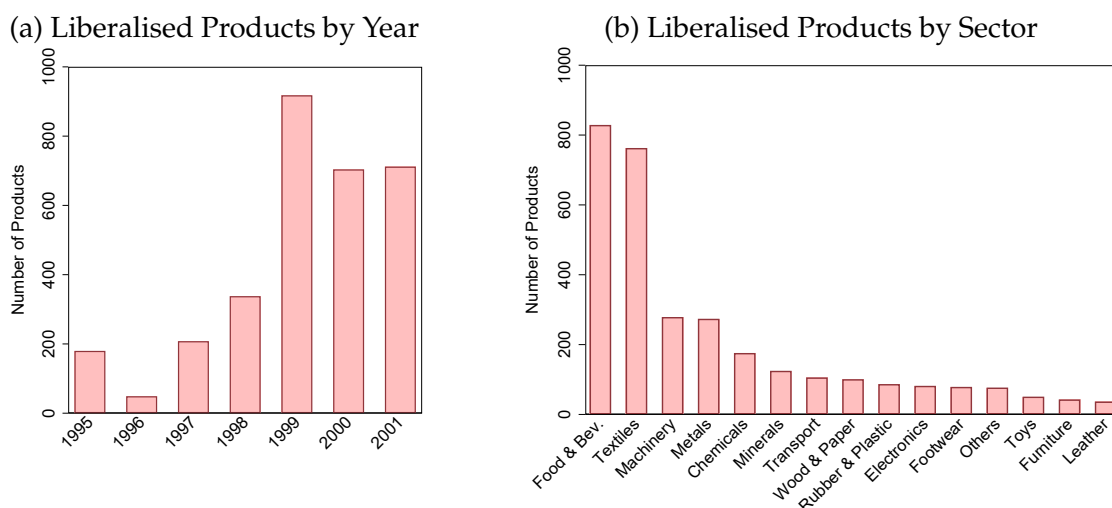 (a) Liberalised Products by Year
Number of Products
0
200
400
600
800
1000
1995
1996
1997
1998
1999
2000
2001
(b) Liberalised Products by Sector
Number of Products
0
200
400
600
800
1000
Food & Bev.
Textiles
Machinery
Metals
Chemicals
Minerals
Transport
Wood & Paper
Rubber & Plastic
Electronics
Footwear
Others
Toys
Furniture
Leather